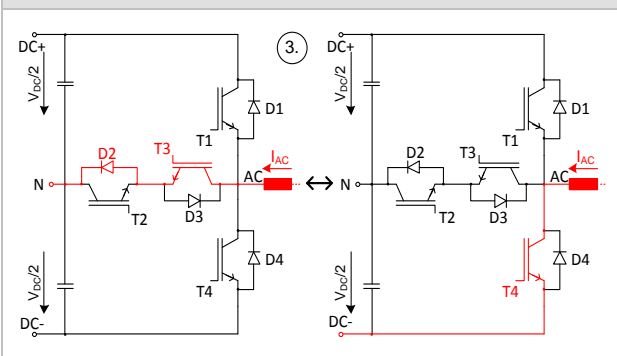 3.
DC+
V_DC/2
D1
T1
D2
T3
I_AC
N
AC
T2
D3
V_DC/2
D4
T4
DC-
DC+
V_DC/2
D1
T1
D2
T3
I_AC
N
AC
T2
D3
V_DC/2
D4
T4
DC-